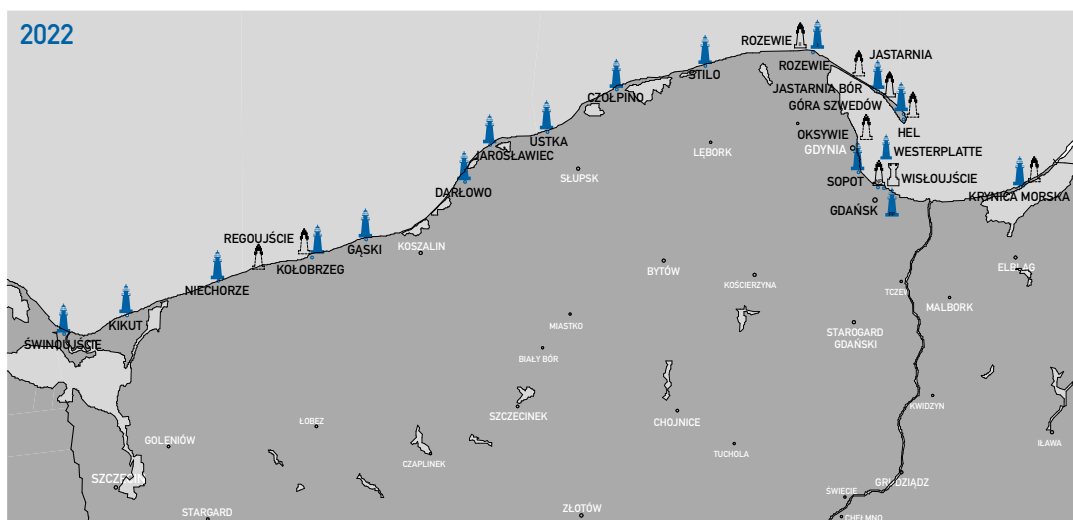 2022
ROZEWIE
ROZEWIE
JASTARNIA
STILO
JASTARNIA BÓR
CZOŁPINO
GÓRA SZWEDÓW
HEL
OKSYWIE
USTKA
LĘBORK
GDYNIA
WESTERPLATTE
JAROSŁAWIEC
SŁUPSK
SOPOT
WISŁOUJŚCIE
DARŁOWO
KRYNICA MORSKA
GDAŃSK
REGOUJŚCIE
GĄSKI
KOSZALIN
KOŁOBRZEG
BYTÓW
ELBLĄG
KOŚCIERZYNA
TCZEW
NIECHORZE
MALBORK
MIASTKO
KIKUT
STAROGARD
GDAŃSKI
ŚWINOUJŚCIE
BIAŁY BÓR
KWIDZYN
SZCZECINEK
CHOJNICE
ŁOBEZ
GOLENIÓW
IŁAWA
TUCHOLA
CZAPLINEK
SZCZECIN
GRUDZIĄDZ
ŚWIECIE
STARGARD
ZŁOTÓW
CHEŁMNO